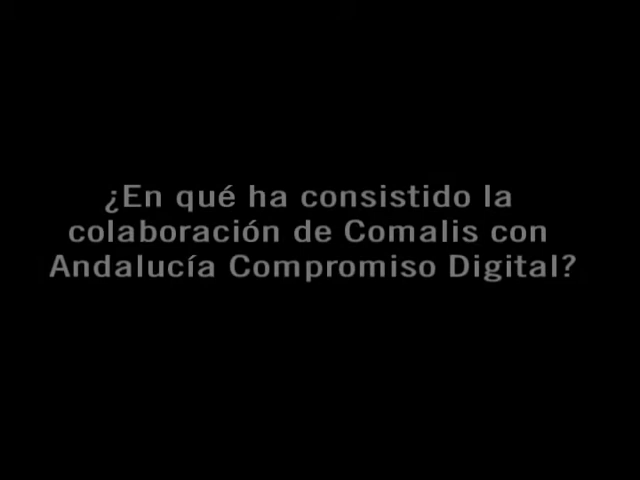 ¿En qué ha consistido la
colaboración de Comalis con
Andalucía Compromiso Digital?